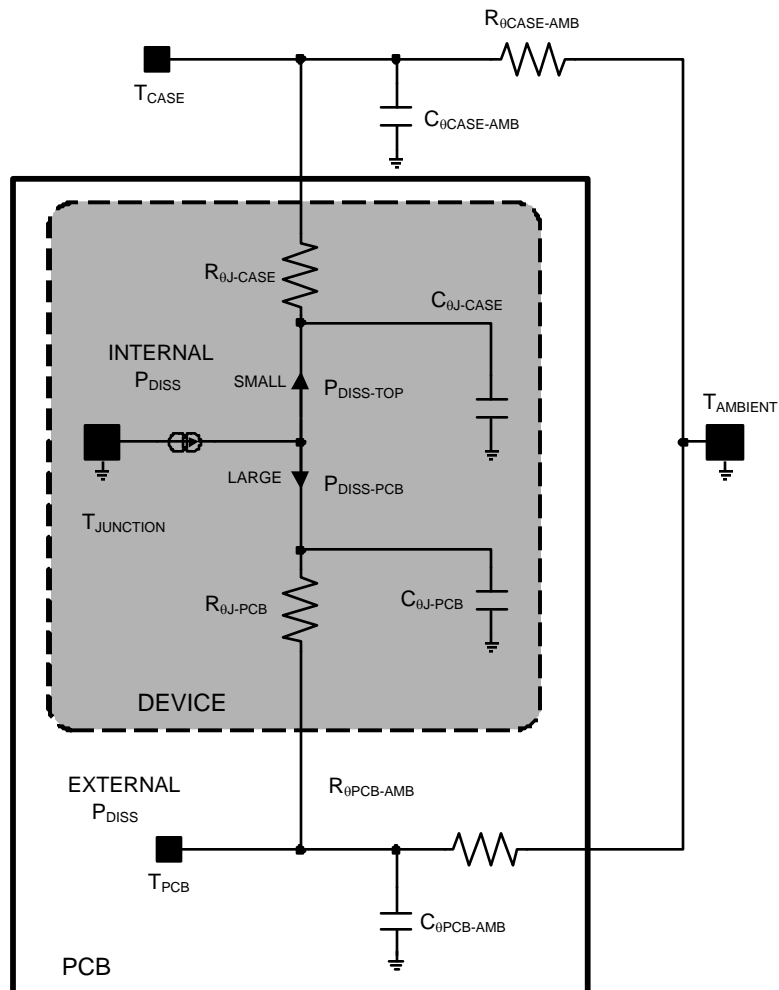 RθCASE-AMB
TCASE
CθCASE-AMB
RθJ-CASE
CθJ-CASE
INTERNAL
PDISS
SMALL
PDISS-TOP
TAMBIENT
LARGE
PDISS-PCB
TJUNCTION
RθJ-PCB
CθJ-PCB
DEVICE
EXTERNAL
PDISS
RθPCB-AMB
TPCB
CθPCB-AMB
PCB